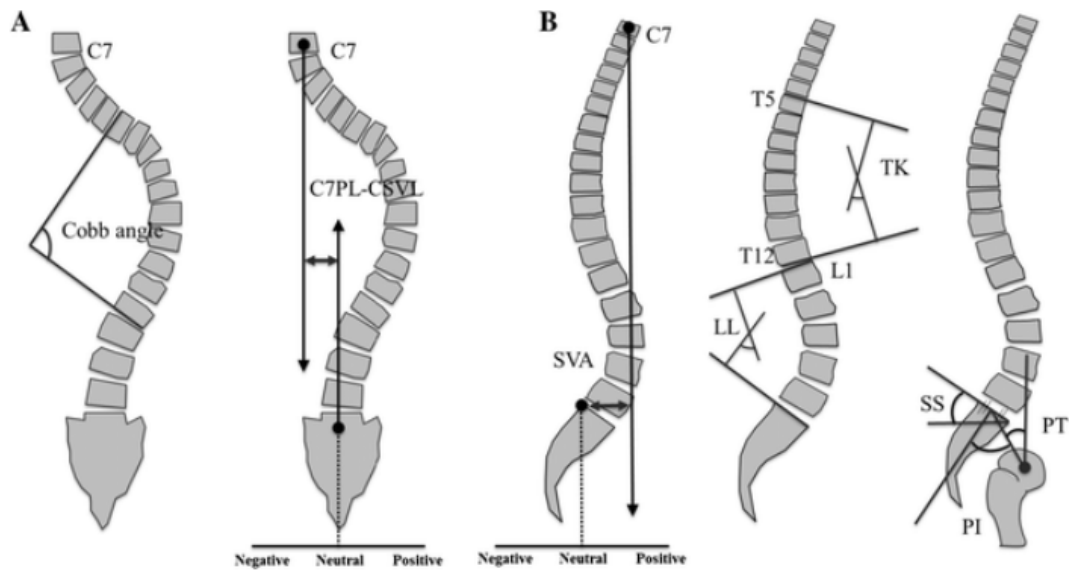 A
B
C7
C7
C7
T5
TK
C7PL-CSVL
Cobb angle
T12
L1
LL
SVA
SS
PT
PI
Negative Neutral Positive
Negative Neutral Positive